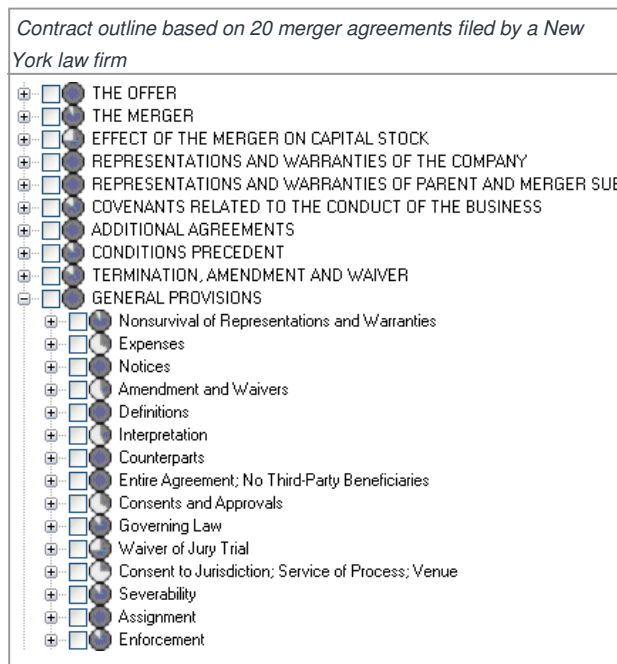 Contract outline based on 20 merger agreements filed by a New
York law firm
THE OFFER
THE MERGER
EFFECT OF THE MERGER ON CAPITAL STOCK
REPRESENTATIONS AND WARRANTIES OF THE COMPANY
REPRESENTATIONS AND WARRANTIES OF PARENT AND MERGER SUB
COVENANTS RELATED TO THE CONDUCT OF THE BUSINESS
ADDITIONAL AGREEMENTS
CONDITIONS PRECEDENT
TERMINATION, AMENDMENT AND WAIVER
GENERAL PROVISIONS
Nonsurvival of Representations and Warranties
Expenses
Notices
Amendment and Waivers
Definitions
Interpretation
Counterparts
Entire Agreement; No Third-Party Beneficiaries
Consents and Approvals
Governing Law
Waiver of Jury Trial
Consent to Jurisdiction; Service of Process; Venue
Severability
Assignment
Enforcement